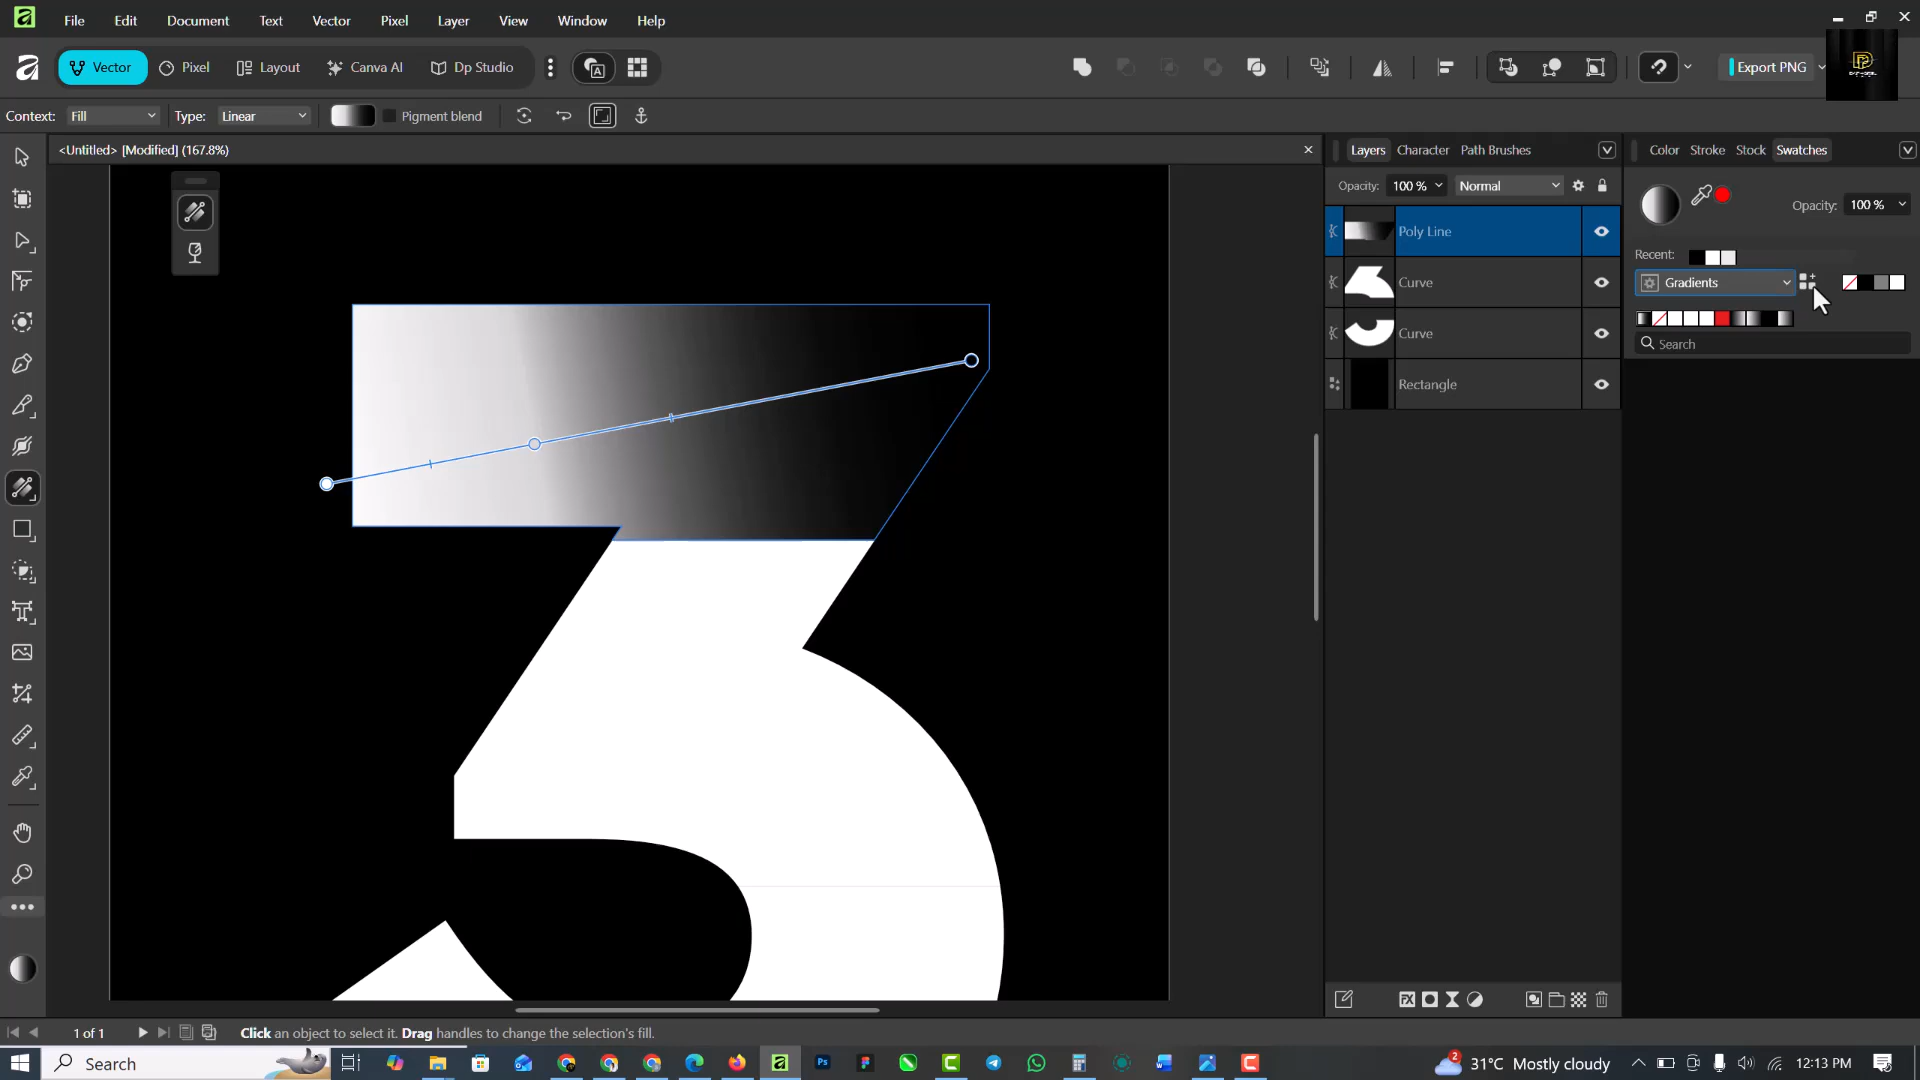 File Edit Document Text Vector Pixel Layer View Window Help
Vector Pixel Layout Canva AI Dp Studio Export PNG
Context: Fill Type: Linear Pigment blend
<Untitled> [Modified] (167.8%)
Layers Character Path Brushes
Color Stroke Stock Swatches
Opacity: 100 % Normal
Opacity: 100 %
Poly Line
Curve
Curve
Rectangle
Recent:
Gradients
Search
1 of 1 Click an object to select it. Drag handles to change the selection's fill.
Search 2 31°C Mostly cloudy 12:13 PM